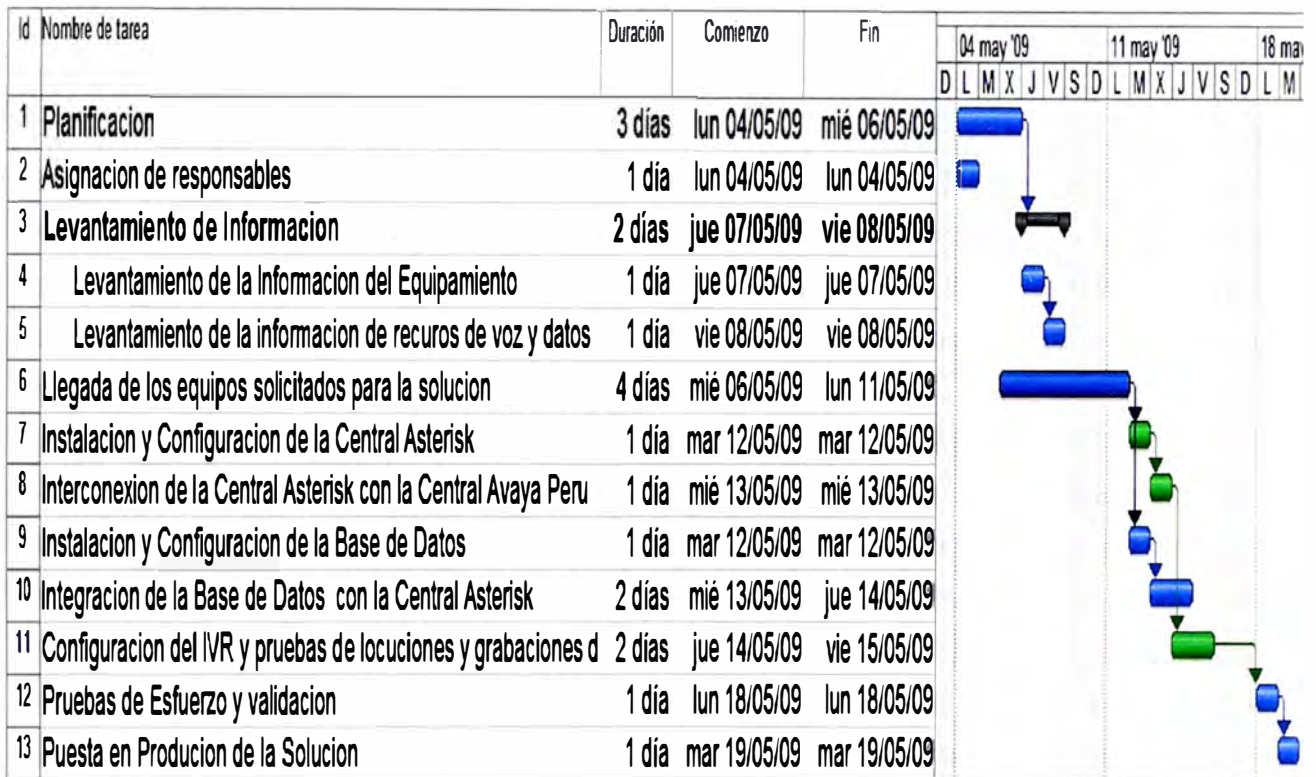 Id Nombre de tarea Duración Comienzo Fin 04 may '09 11 may '09 18 may
D L M X J V S D L M X J V S D L M
1 Planificacion 3 días lun 04/05/09 mié 06/05/09
2 Asignacion de responsables 1 día lun 04/05/09 lun 04/05/09
3 Levantamiento de Informacion 2 días jue 07/05/09 vie 08/05/09
4 Levantamiento de la Informacion del Equipamiento 1 día jue 07/05/09 jue 07/05/09
5 Levantamiento de la informacion de recuros de voz y datos 1 día vie 08/05/09 vie 08/05/09
6 Llegada de los equipos solicitados para la solucion 4 días mié 06/05/09 lun 11/05/09
7 Instalacion y Configuracion de la Central Asterisk 1 día mar 12/05/09 mar 12/05/09
8 Interconexion de la Central Asterisk con la Central Avaya Peru 1 día mié 13/05/09 mié 13/05/09
9 Instalacion y Configuracion de la Base de Datos 1 día mar 12/05/09 mar 12/05/09
10 Integracion de la Base de Datos con la Central Asterisk 2 días mié 13/05/09 jue 14/05/09
11 Configuracion del IVR y pruebas de locuciones y grabaciones d 2 días jue 14/05/09 vie 15/05/09
12 Pruebas de Esfuerzo y validacion 1 día lun 18/05/09 lun 18/05/09
13 Puesta en Producion de la Solucion 1 día mar 19/05/09 mar 19/05/09